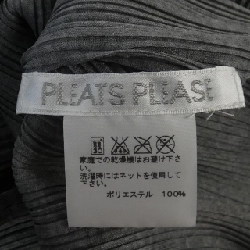 PLEATS PLEASE
家庭での乾燥機はお避け下さい
洗濯時にはネットを使用して下さい
ポリエステル 100%